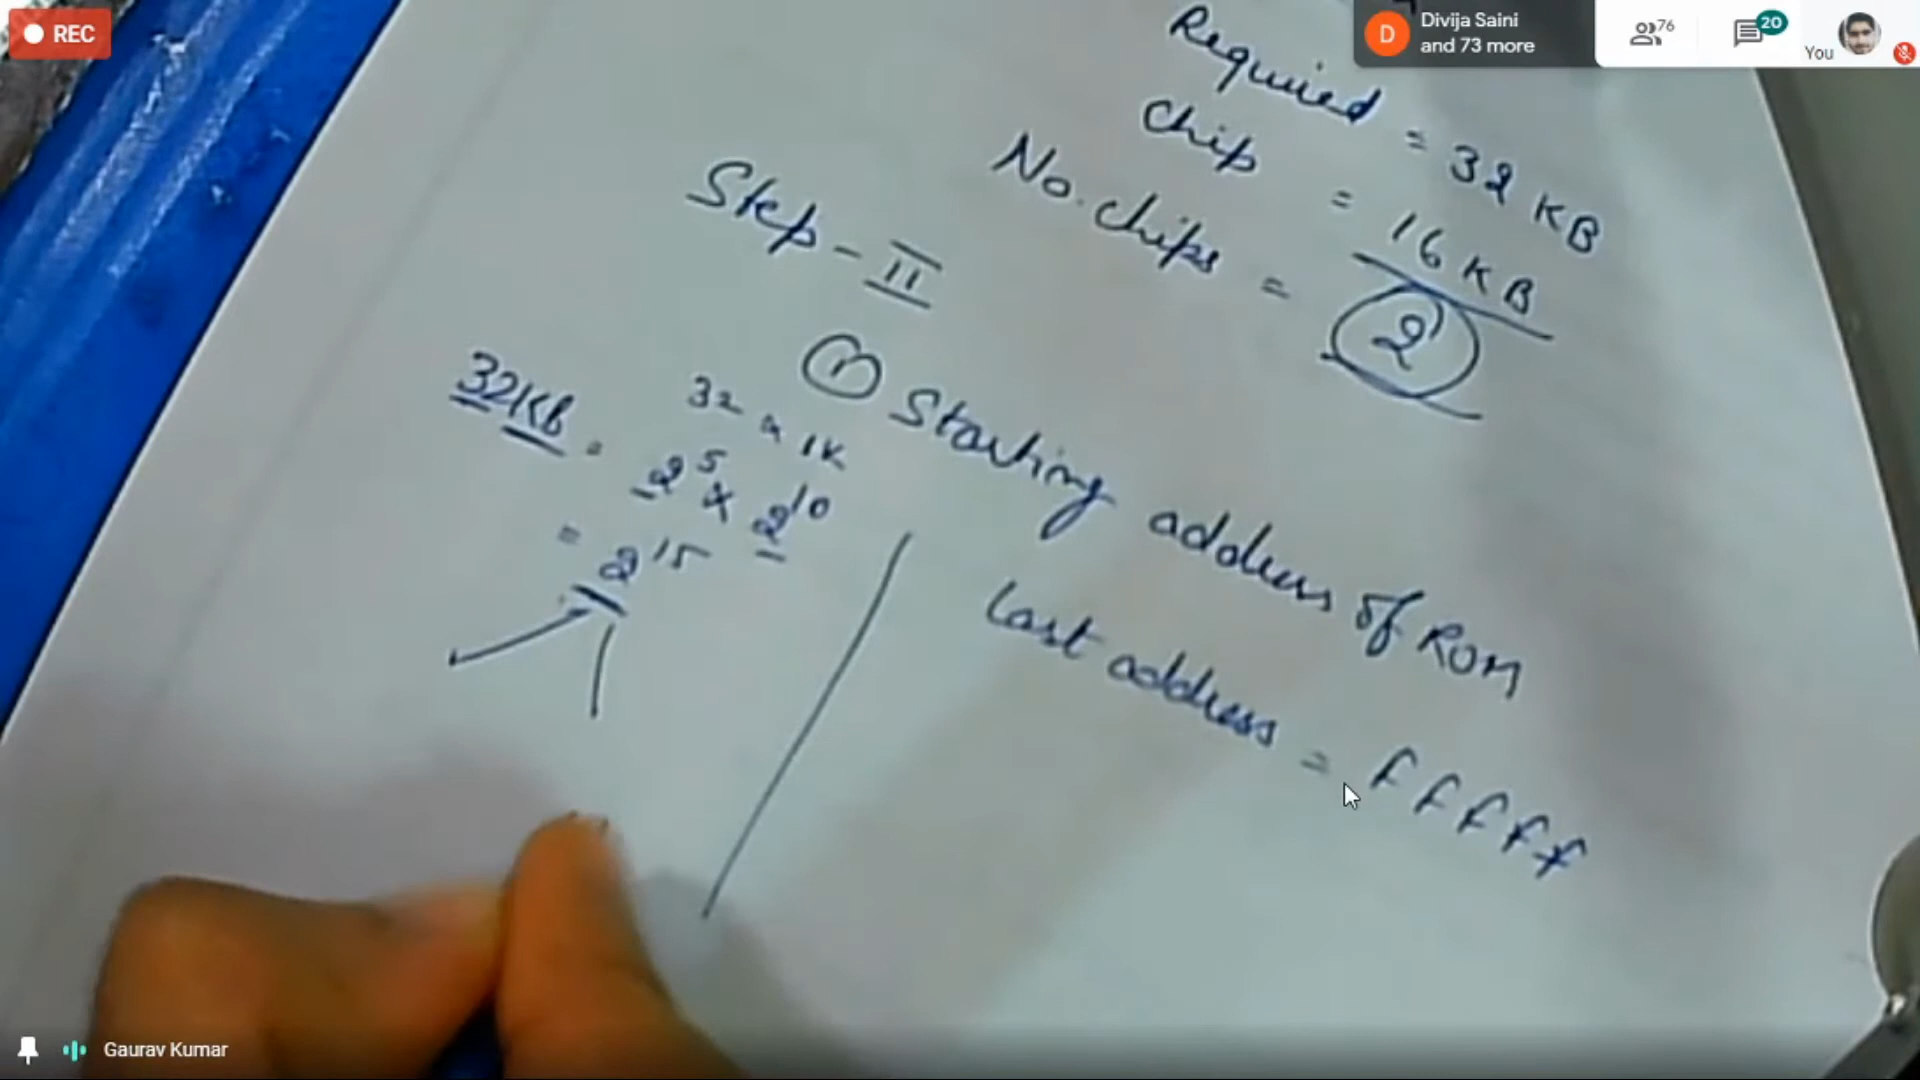 REC
Divija Saini
and 73 more
76
20
You
Required = 32 KB
Chip = 16 KB
No. chips = 2
Step - II
① Starting address of ROM
32KB = 32 x 1K
2^5 x 2^10
= 2^15
Last address = FFFFF
Gaurav Kumar